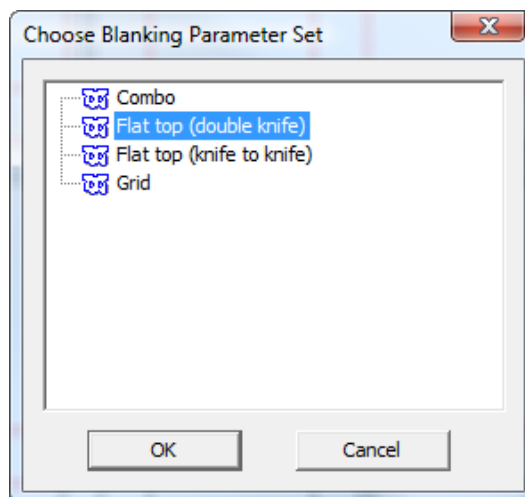 Choose Blanking Parameter Set
Combo
Flat top (double knife)
Flat top (knife to knife)
Grid
OK
Cancel